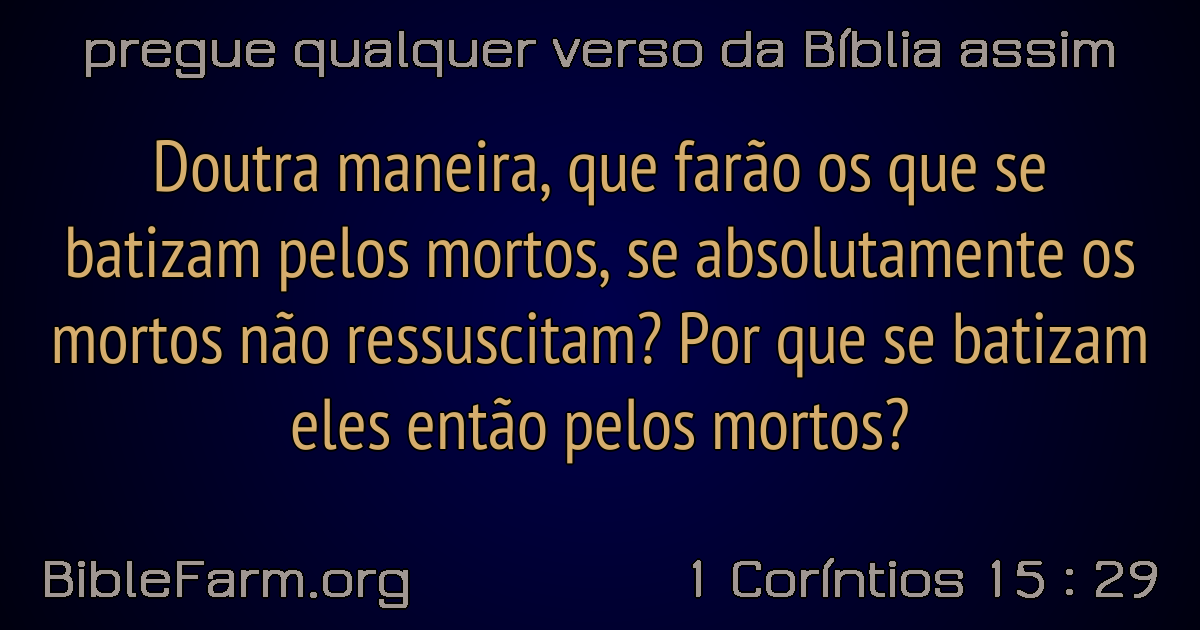 pregue qualquer verso da Bíblia assim
Doutra maneira, que farão os que se
batizam pelos mortos, se absolutamente os
mortos não ressuscitam? Por que se batizam
eles então pelos mortos?
BibleFarm.org
1 Coríntios 15 : 29